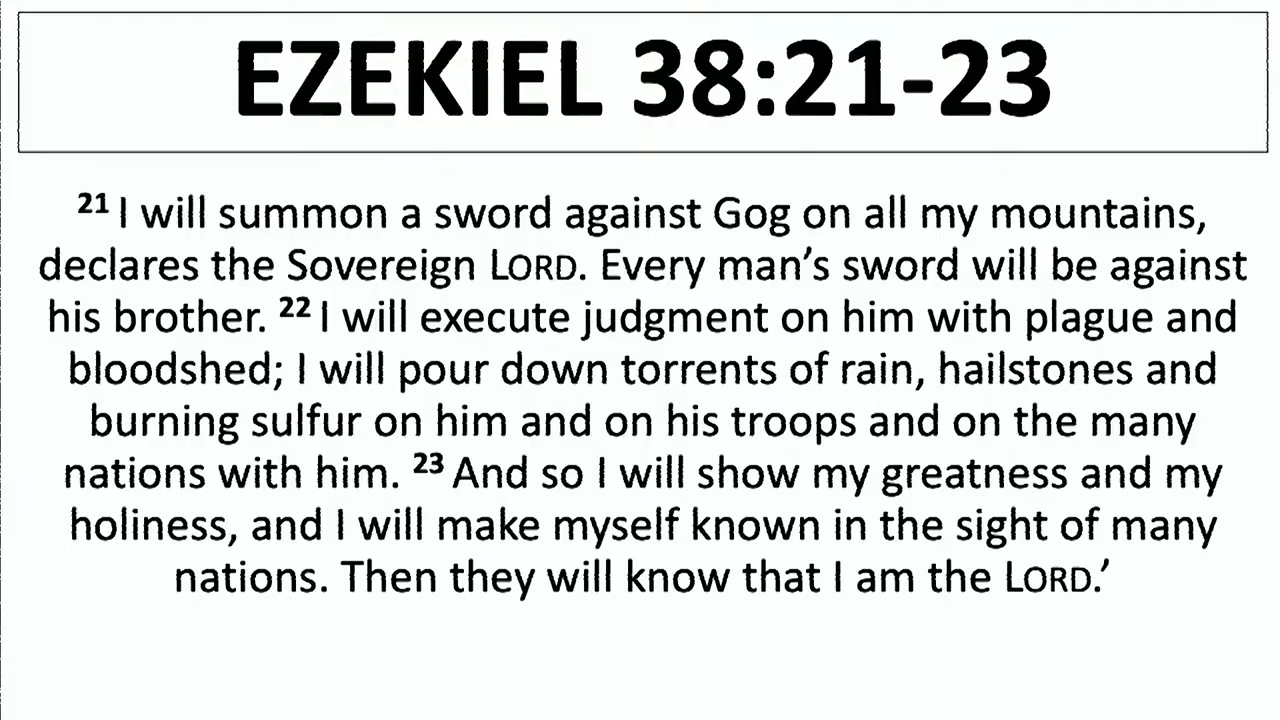 EZEKIEL 38:21-23
21 I will summon a sword against Gog on all my mountains,
declares the Sovereign LORD. Every man’s sword will be against
his brother. 22 I will execute judgment on him with plague and
bloodshed; I will pour down torrents of rain, hailstones and
burning sulfur on him and on his troops and on the many
nations with him. 23 And so I will show my greatness and my
holiness, and I will make myself known in the sight of many
nations. Then they will know that I am the LORD.’